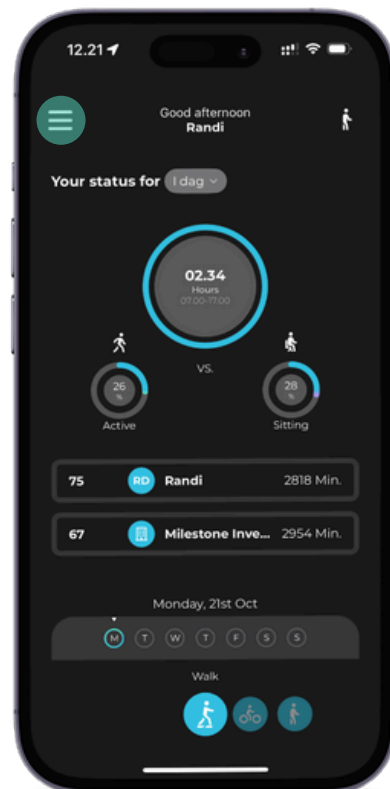 12.21
Good afternoon
Randi
Your status for I dag
02.34
Hours
07.00-17.00
VS.
26
%
Active
28
%
Sitting
75 RD Randi 2818 Min.
67 Milestone Inve... 2954 Min.
Monday, 21st Oct
M T W T F S S
Walk